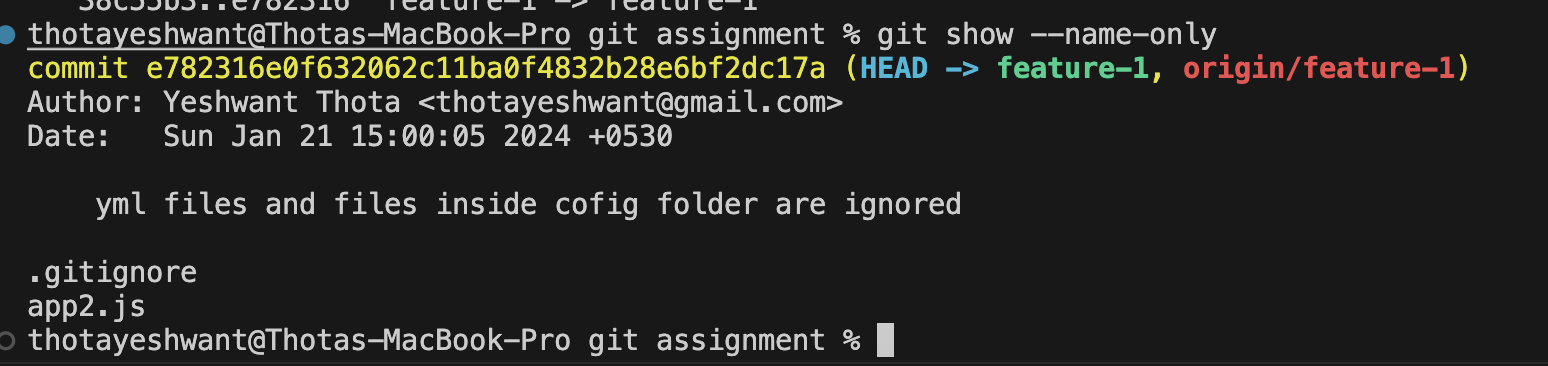 38c55b3..e782316  feature-1 -> feature-1
thotayeshwant@Thotas-MacBook-Pro git assignment % git show --name-only
commit e782316e0f632062c11ba0f4832b28e6bf2dc17a (HEAD -> feature-1, origin/feature-1)
Author: Yeshwant Thota <thotayeshwant@gmail.com>
Date:   Sun Jan 21 15:00:05 2024 +0530
yml files and files inside cofig folder are ignored
.gitignore
app2.js
thotayeshwant@Thotas-MacBook-Pro git assignment %